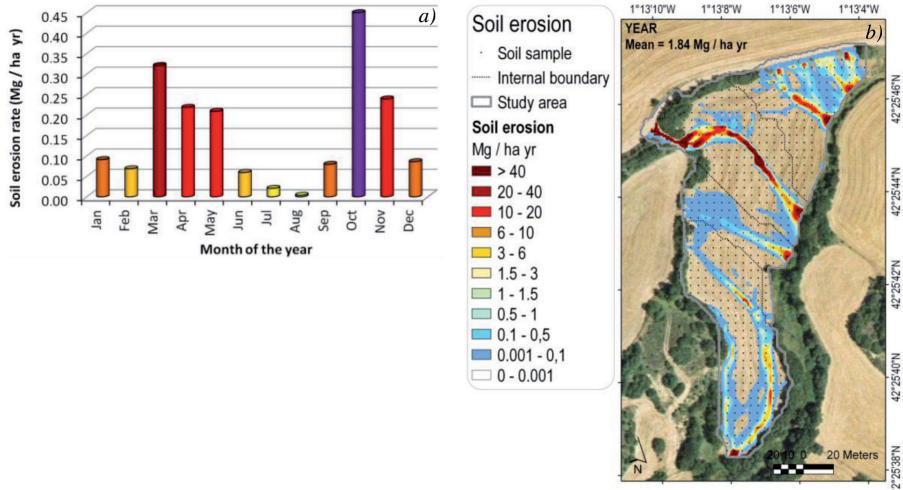 a)
Soil erosion rate (Mg / ha yr)
0.45
0.40
0.35
0.30
0.25
0.20
0.15
0.10
0.05
0.00
Jan Feb Mar Apr May Jun Jul Aug Sep Oct Nov Dec
Month of the year
Soil erosion
Soil sample
Internal boundary
Study area
Soil erosion
Mg / ha yr
> 40
20 - 40
10 - 20
6 - 10
3 - 6
1.5 - 3
1 - 1.5
0.5 - 1
0.1 - 0,5
0.001 - 0,1
0 - 0.001
1°13'10"W 1°13'8"W 1°13'6"W 1°13'4"W
b)
YEAR
Mean = 1.84 Mg / ha yr
42°25'46"N
42°25'44"N
42°25'42"N
42°25'40"N
2°25'38"N
20 10 0 20 Meters
N